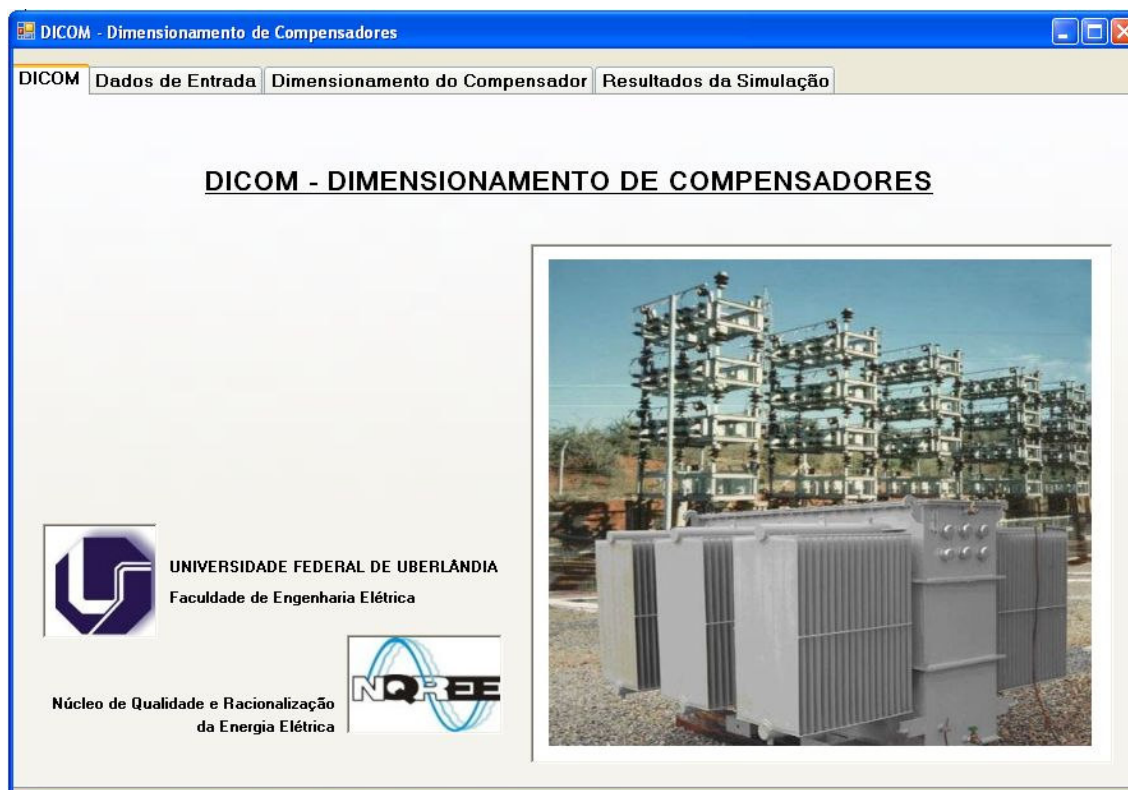 DICOM - Dimensionamento de Compensadores
DICOM
Dados de Entrada
Dimensionamento do Compensador
Resultados da Simulação
DICOM - DIMENSIONAMENTO DE COMPENSADORES
UNIVERSIDADE FEDERAL DE UBERLÂNDIA
Faculdade de Engenharia Elétrica
NQREE
Núcleo de Qualidade e Racionalização
da Energia Elétrica